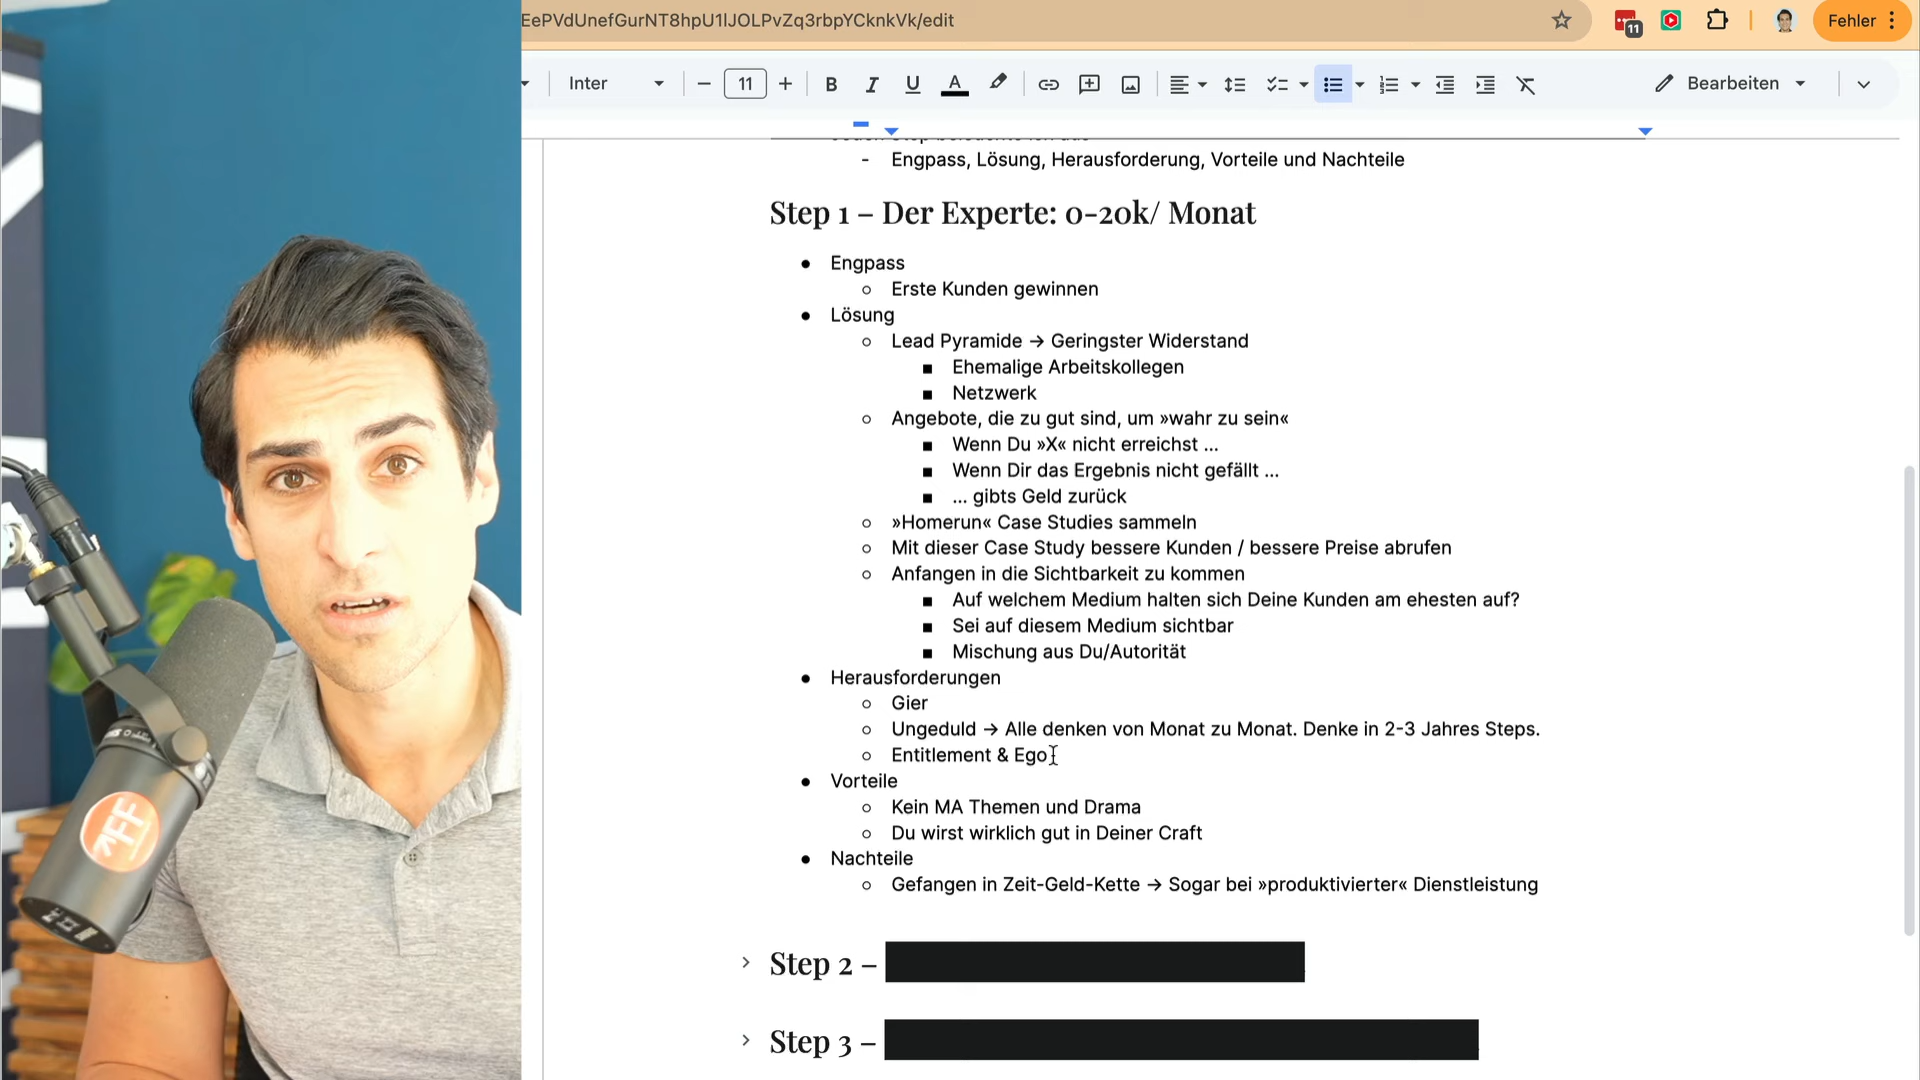 EePVdUnefGurNT8hpU1lJOLPvZq3rbpYCknkVk/edit
11
Fehler
Inter
11
B I U A
Bearbeiten
- Engpass, Lösung, Herausforderung, Vorteile und Nachteile
Step 1 – Der Experte: 0-20k/ Monat
● Engpass
○ Erste Kunden gewinnen
● Lösung
○ Lead Pyramide → Geringster Widerstand
■ Ehemalige Arbeitskollegen
■ Netzwerk
○ Angebote, die zu gut sind, um »wahr zu sein«
■ Wenn Du »X« nicht erreichst ...
■ Wenn Dir das Ergebnis nicht gefällt ...
■ ... gibts Geld zurück
○ »Homerun« Case Studies sammeln
○ Mit dieser Case Study bessere Kunden / bessere Preise abrufen
○ Anfangen in die Sichtbarkeit zu kommen
■ Auf welchem Medium halten sich Deine Kunden am ehesten auf?
■ Sei auf diesem Medium sichtbar
■ Mischung aus Du/Autorität
● Herausforderungen
○ Gier
○ Ungeduld → Alle denken von Monat zu Monat. Denke in 2-3 Jahres Steps.
○ Entitlement & Ego
● Vorteile
○ Kein MA Themen und Drama
○ Du wirst wirklich gut in Deiner Craft
● Nachteile
○ Gefangen in Zeit-Geld-Kette → Sogar bei »produktivierter« Dienstleistung
Step 2 –
Step 3 –
FF